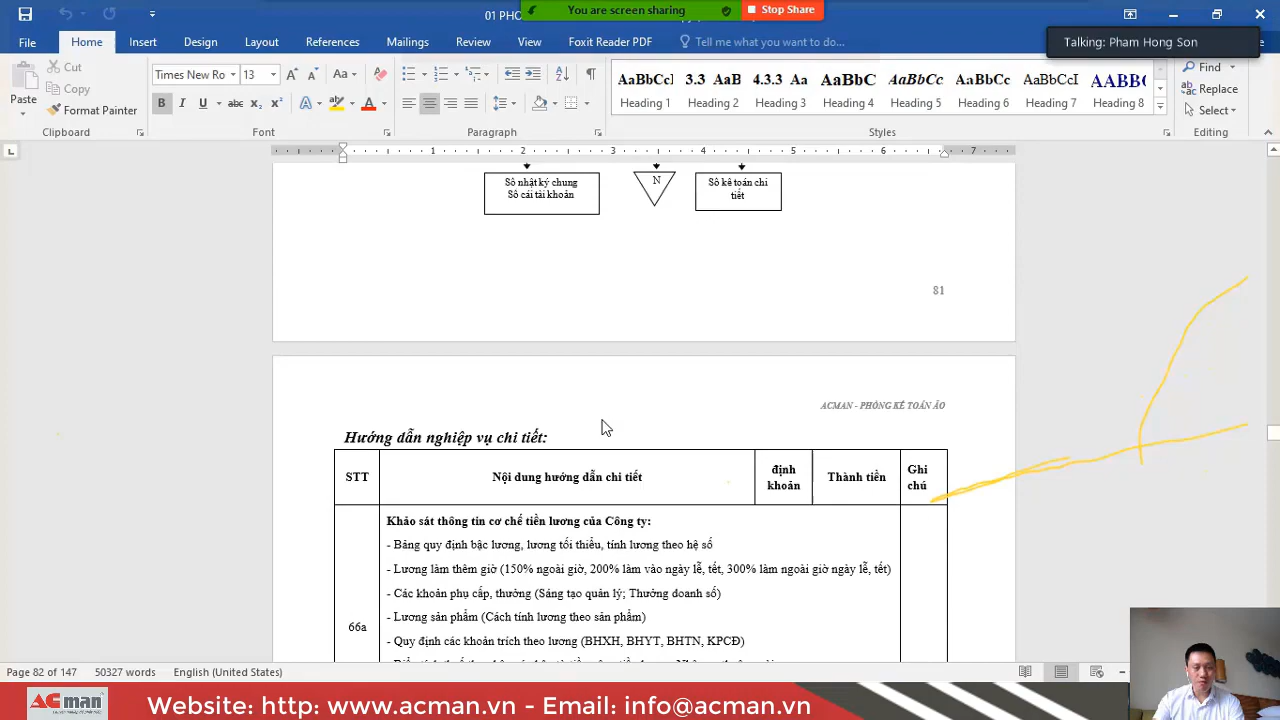 01 PHO
You are screen sharing
Stop Share
Talking: Pham Hong Son
File
Home
Insert
Design
Layout
References
Mailings
Review
View
Foxit Reader PDF
Tell me what you want to do...
Paste
Cut
Copy
Format Painter
Clipboard
Times New Ro
13
Font
Paragraph
AaBbCcI
Heading 1
3.3 AaB
Heading 2
4.3.3 Aa
Heading 3
AaBbC
Heading 4
AaBbCc
Heading 5
AaBbCc
Heading 6
AaBbCcI
Heading 7
AABBC
Heading 8
Styles
Find
Replace
Select
Editing
1 2 3 4 5 6 7
Sổ nhật ký chung
Sổ cái tài khoản
N
Sổ kế toán chi
tiết
81
ACMAN - PHÒNG KẾ TOÁN ẢO
Hướng dẫn nghiệp vụ chi tiết:
STT
Nội dung hướng dẫn chi tiết
định
khoản
Thành tiền
Ghi
chú
66a
Khảo sát thông tin cơ chế tiền lương của Công ty:
- Bảng quy định bậc lương, lương tối thiểu, tính lương theo hệ số
- Lương làm thêm giờ (150% ngoài giờ, 200% làm vào ngày lễ, tết, 300% làm ngoài giờ ngày lễ, tết)
- Các khoản phụ cấp, thưởng (Sáng tạo quản lý; Thưởng doanh số)
- Lương sản phẩm (Cách tính lương theo sản phẩm)
- Quy định các khoản trích theo lương (BHXH, BHYT, BHTN, KPCĐ)
Page 82 of 147
50327 words
English (United States)
ACman
Website: http: www.acman.vn - Email: info@acman.vn